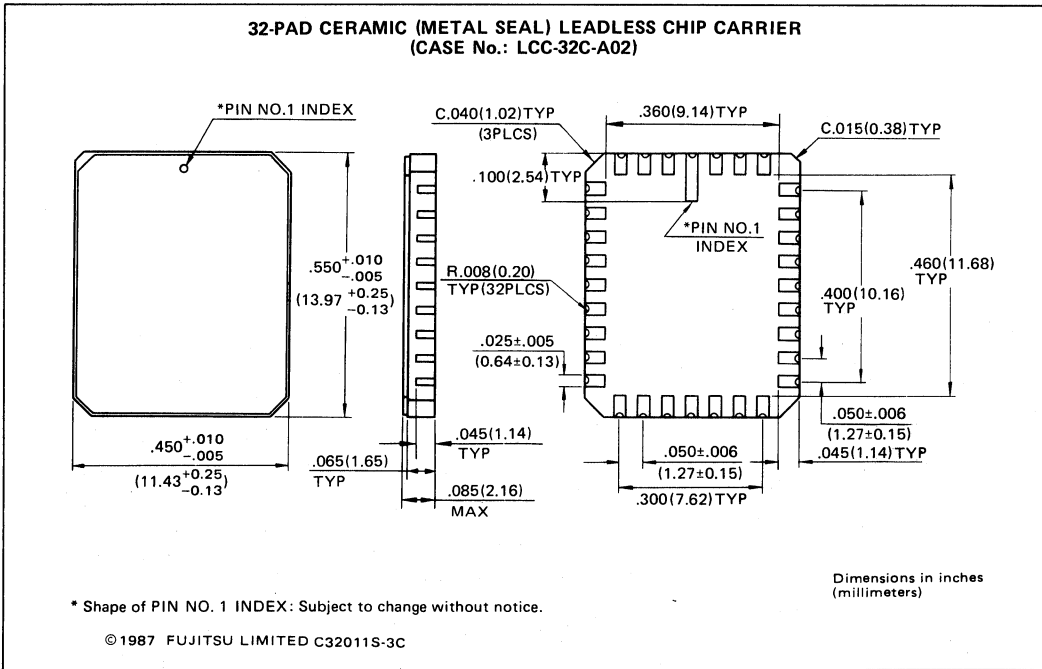 32-PAD CERAMIC (METAL SEAL) LEADLESS CHIP CARRIER
(CASE No.: LCC-32C-A02)
*PIN NO.1 INDEX
C.040(1.02)TYP
(3PLCS)
.360(9.14)TYP
C.015(0.38)TYP
.100(2.54)TYP
*PIN NO.1
INDEX
.550+.010
-.005
(13.97+0.25
-0.13)
R.008(0.20)
TYP(32PLCS)
.460(11.68)
TYP
.400(10.16)
TYP
.025±.005
(0.64±0.13)
.450+.010
-.005
(11.43+0.25
-0.13)
.045(1.14)
TYP
.065(1.65)
TYP
.085(2.16)
MAX
.050±.006
(1.27±0.15)
.300(7.62)TYP
.050±.006
(1.27±0.15)
.045(1.14)TYP
Dimensions in inches
(millimeters)
* Shape of PIN NO. 1 INDEX: Subject to change without notice.
©1987 FUJITSU LIMITED C32011S-3C